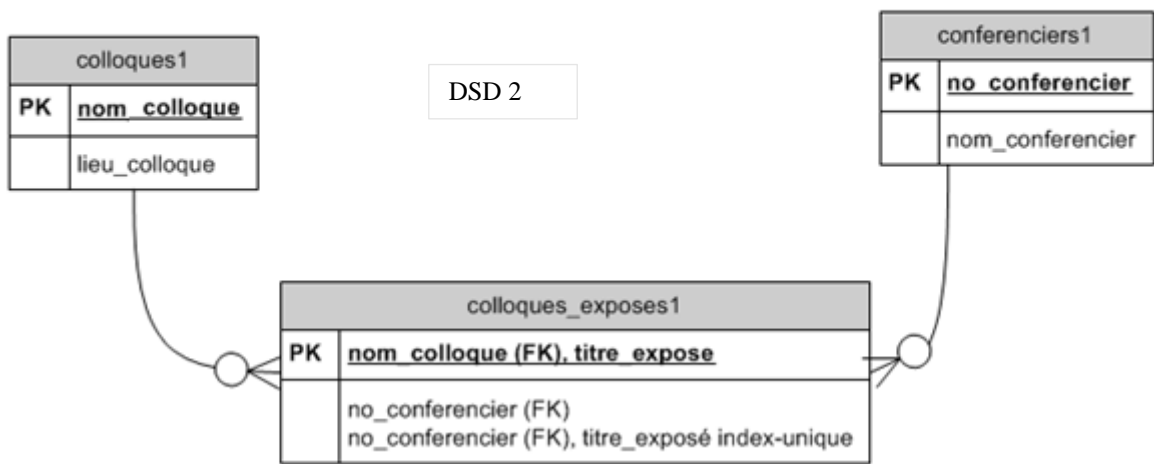 colloques1
PK nom_colloque
lieu_colloque
DSD 2
conferenciers1
PK no_conferencier
nom_conferencier
colloques_exposes1
PK nom_colloque (FK), titre_expose
no_conferencier (FK)
no_conferencier (FK), titre_exposé index-unique